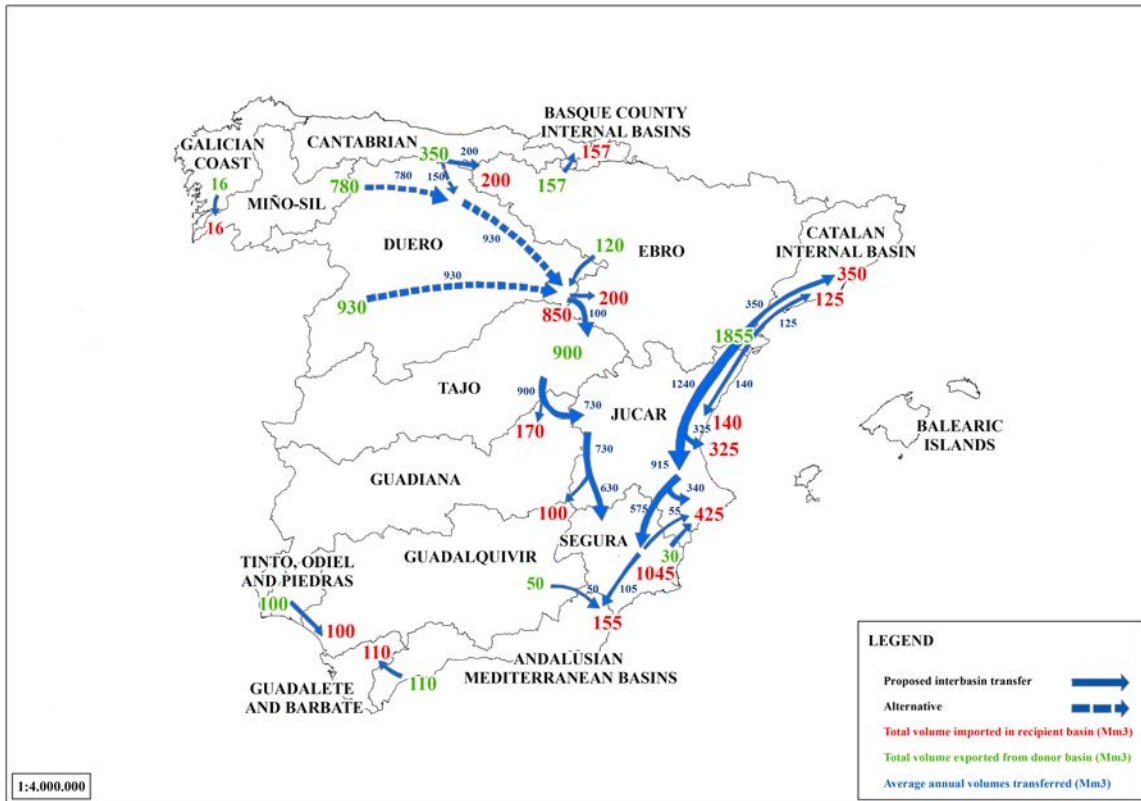 BASQUE COUNTY
INTERNAL BASINS
CANTABRIAN
GALICIAN
COAST
350
200
157
200
157
16
780
780
150
MIÑO-SIL
16
DUERO
930
120
EBRO
CATALAN
INTERNAL BASIN
350
930
930
200
850
100
350
125
125
1855
900
TAJO
900
730
170
JUCAR
1240
140
140
325
325
BALEARIC
ISLANDS
730
915
GUADIANA
630
340
100
575
55
425
SEGURA
GUADALQUIVIR
30
1045
TINTO, ODIEL
AND PIEDRAS
50
50
105
100
155
100
110
110
ANDALUSIAN
MEDITERRANEAN BASINS
GUADALETE
AND BARBATE
LEGEND
Proposed interbasin transfer
Alternative
Total volume imported in recipient basin (Mm3)
Total volume exported from donor basin (Mm3)
Average annual volumes transferred (Mm3)
1:4.000.000